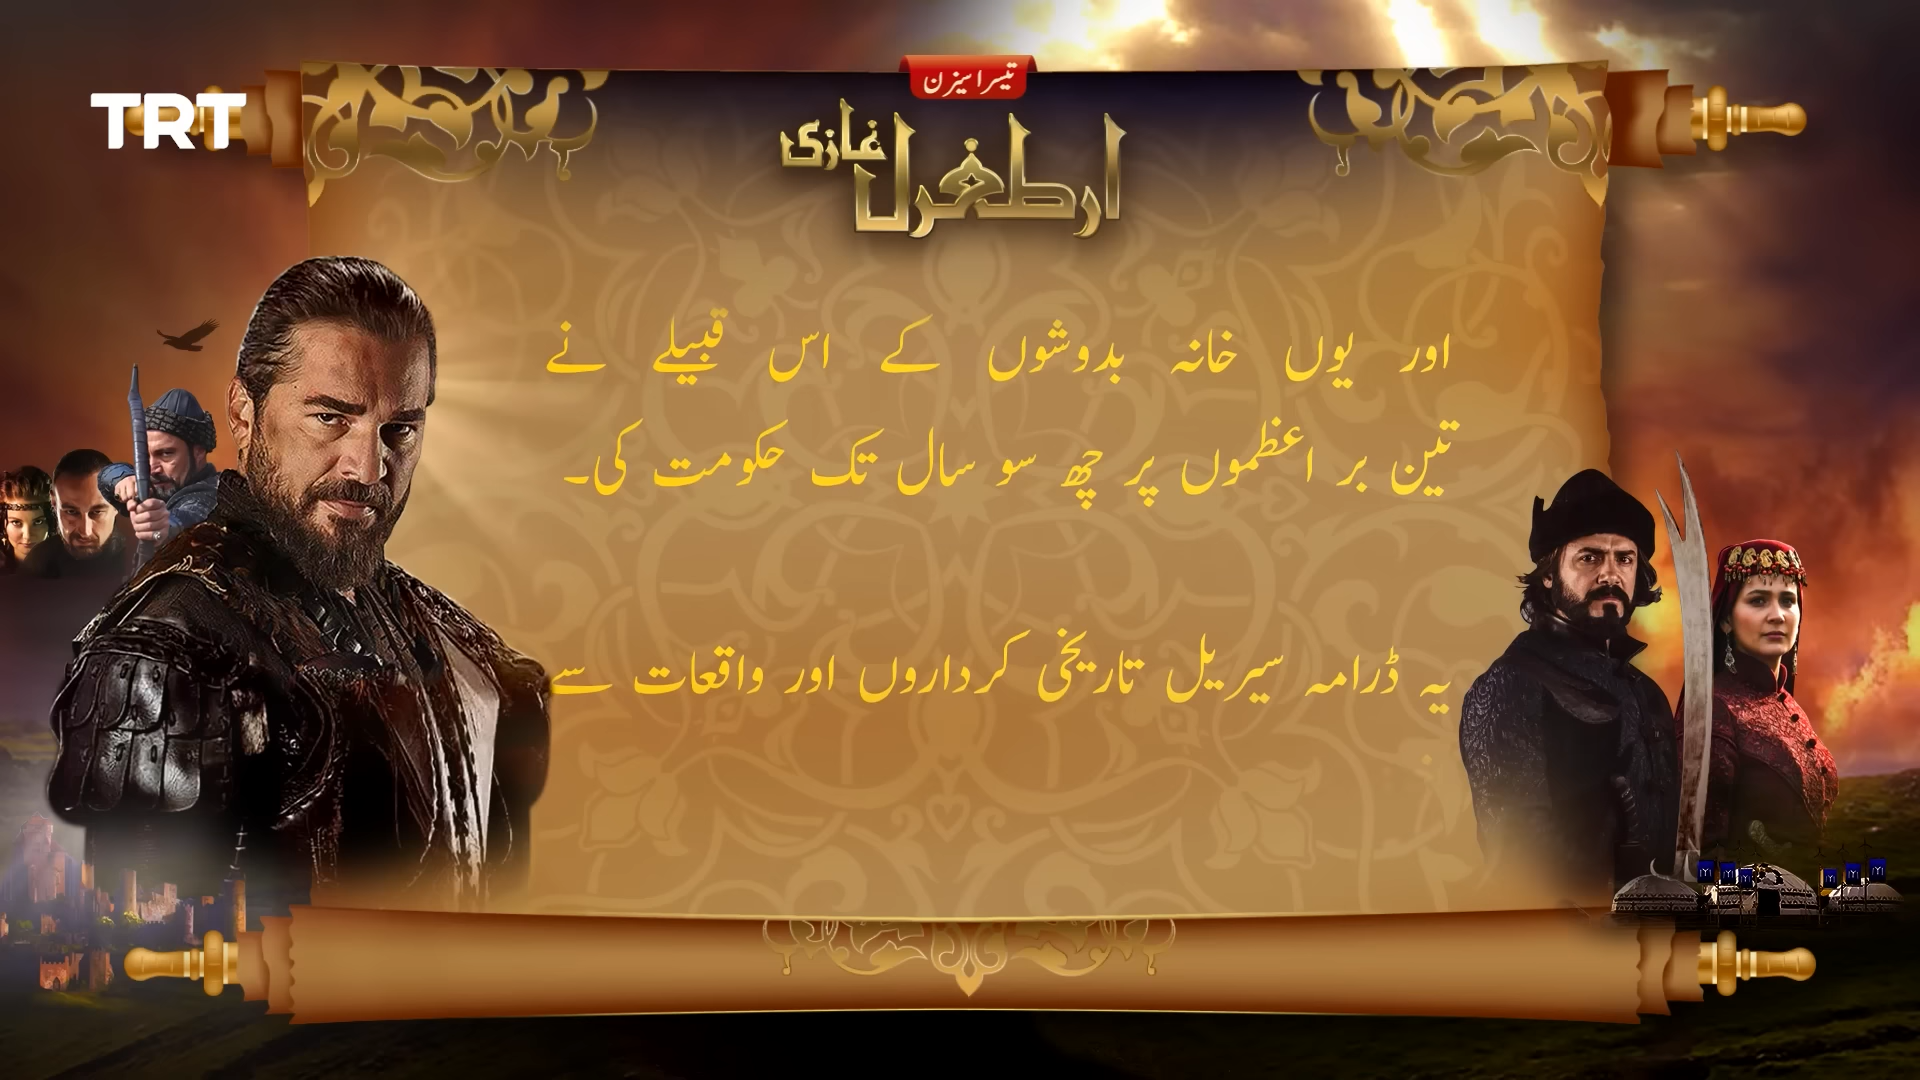 TRT
تیسرا سیزن
ارطغرل غازی
اور یوں خانہ بدوشوں کے اس قبیلے نے
تین بر اعظموں پر چھ سو سال تک حکومت کی۔
یہ ڈرامہ سیریل تاریخی کرداروں اور واقعات سے